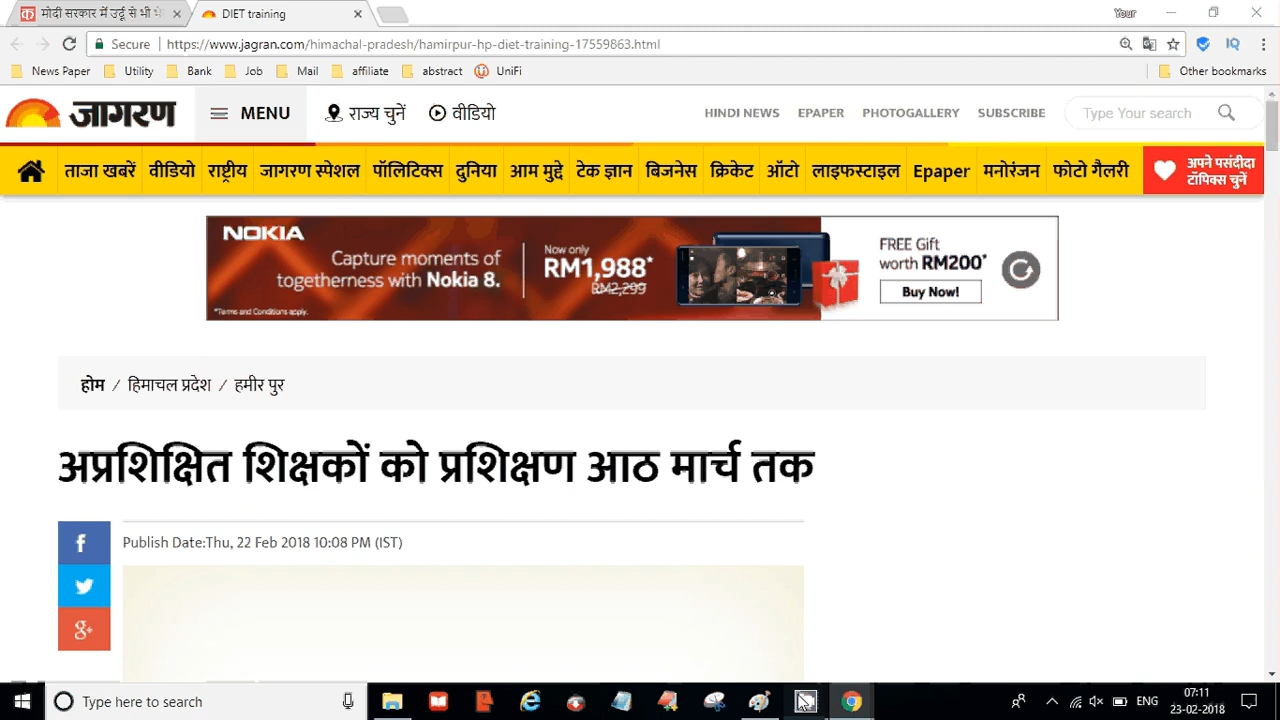 मोदी सरकार में उर्दू से भी
DIET training
Your
Secure
https://www.jagran.com/himachal-pradesh/hamirpur-hp-diet-training-17559863.html
News Paper
Utility
Bank
Job
Mail
affiliate
abstract
UniFi
Other bookmarks
जागरण
MENU
राज्य चुनें
वीडियो
HINDI NEWS
EPAPER
PHOTOGALLERY
SUBSCRIBE
Type Your search
ताजा खबरें
वीडियो
राष्ट्रीय
जागरण स्पेशल
पॉलिटिक्स
दुनिया
आम मुद्दे
टेक ज्ञान
बिजनेस
क्रिकेट
ऑटो
लाइफस्टाइल
Epaper
मनोरंजन
फोटो गैलरी
अपने पसंदीदा
टॉपिक्स चुनें
NOKIA
Capture moments of
togetherness with Nokia 8.
Now only
RM1,988*
RM2,299
*Terms and Conditions apply.
FREE Gift
worth RM200*
Buy Now!
होम / हिमाचल प्रदेश / हमीर पुर
अप्रशिक्षित शिक्षकों को प्रशिक्षण आठ मार्च तक
Publish Date:Thu, 22 Feb 2018 10:08 PM (IST)
f
g+
Type here to search
ENG
07:11
23-02-2018